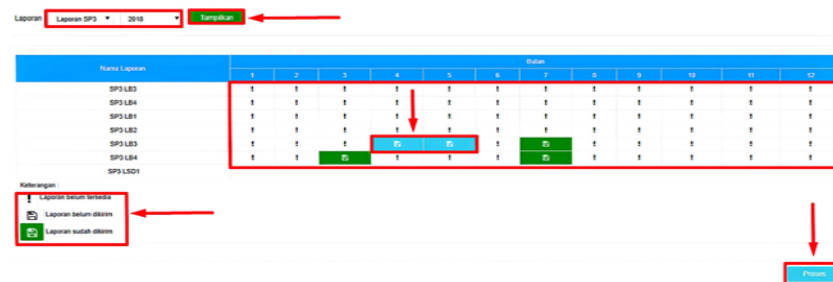 Laporan Laporan SP3 2018 Tampilkan
Nama Laporan Bulan
1 2 3 4 5 6 7 8 9 10 11 12
SP3 LB3 ! ! ! ! ! ! ! ! ! ! ! !
SP3 LB4 ! ! ! ! ! ! ! ! ! ! ! !
SP3 LB1 ! ! ! ! ! ! ! ! ! ! ! !
SP3 LB2 ! ! ! ! ! ! ! ! ! ! ! !
SP3 LB3 ! ! ! ! ! ! ! ! !
SP3 LB4 ! ! ! ! ! ! ! ! ! !
SP3 LSD1
Keterangan :
! Laporan belum tersedia
Laporan belum dikirim
Laporan sudah dikirim
Proses